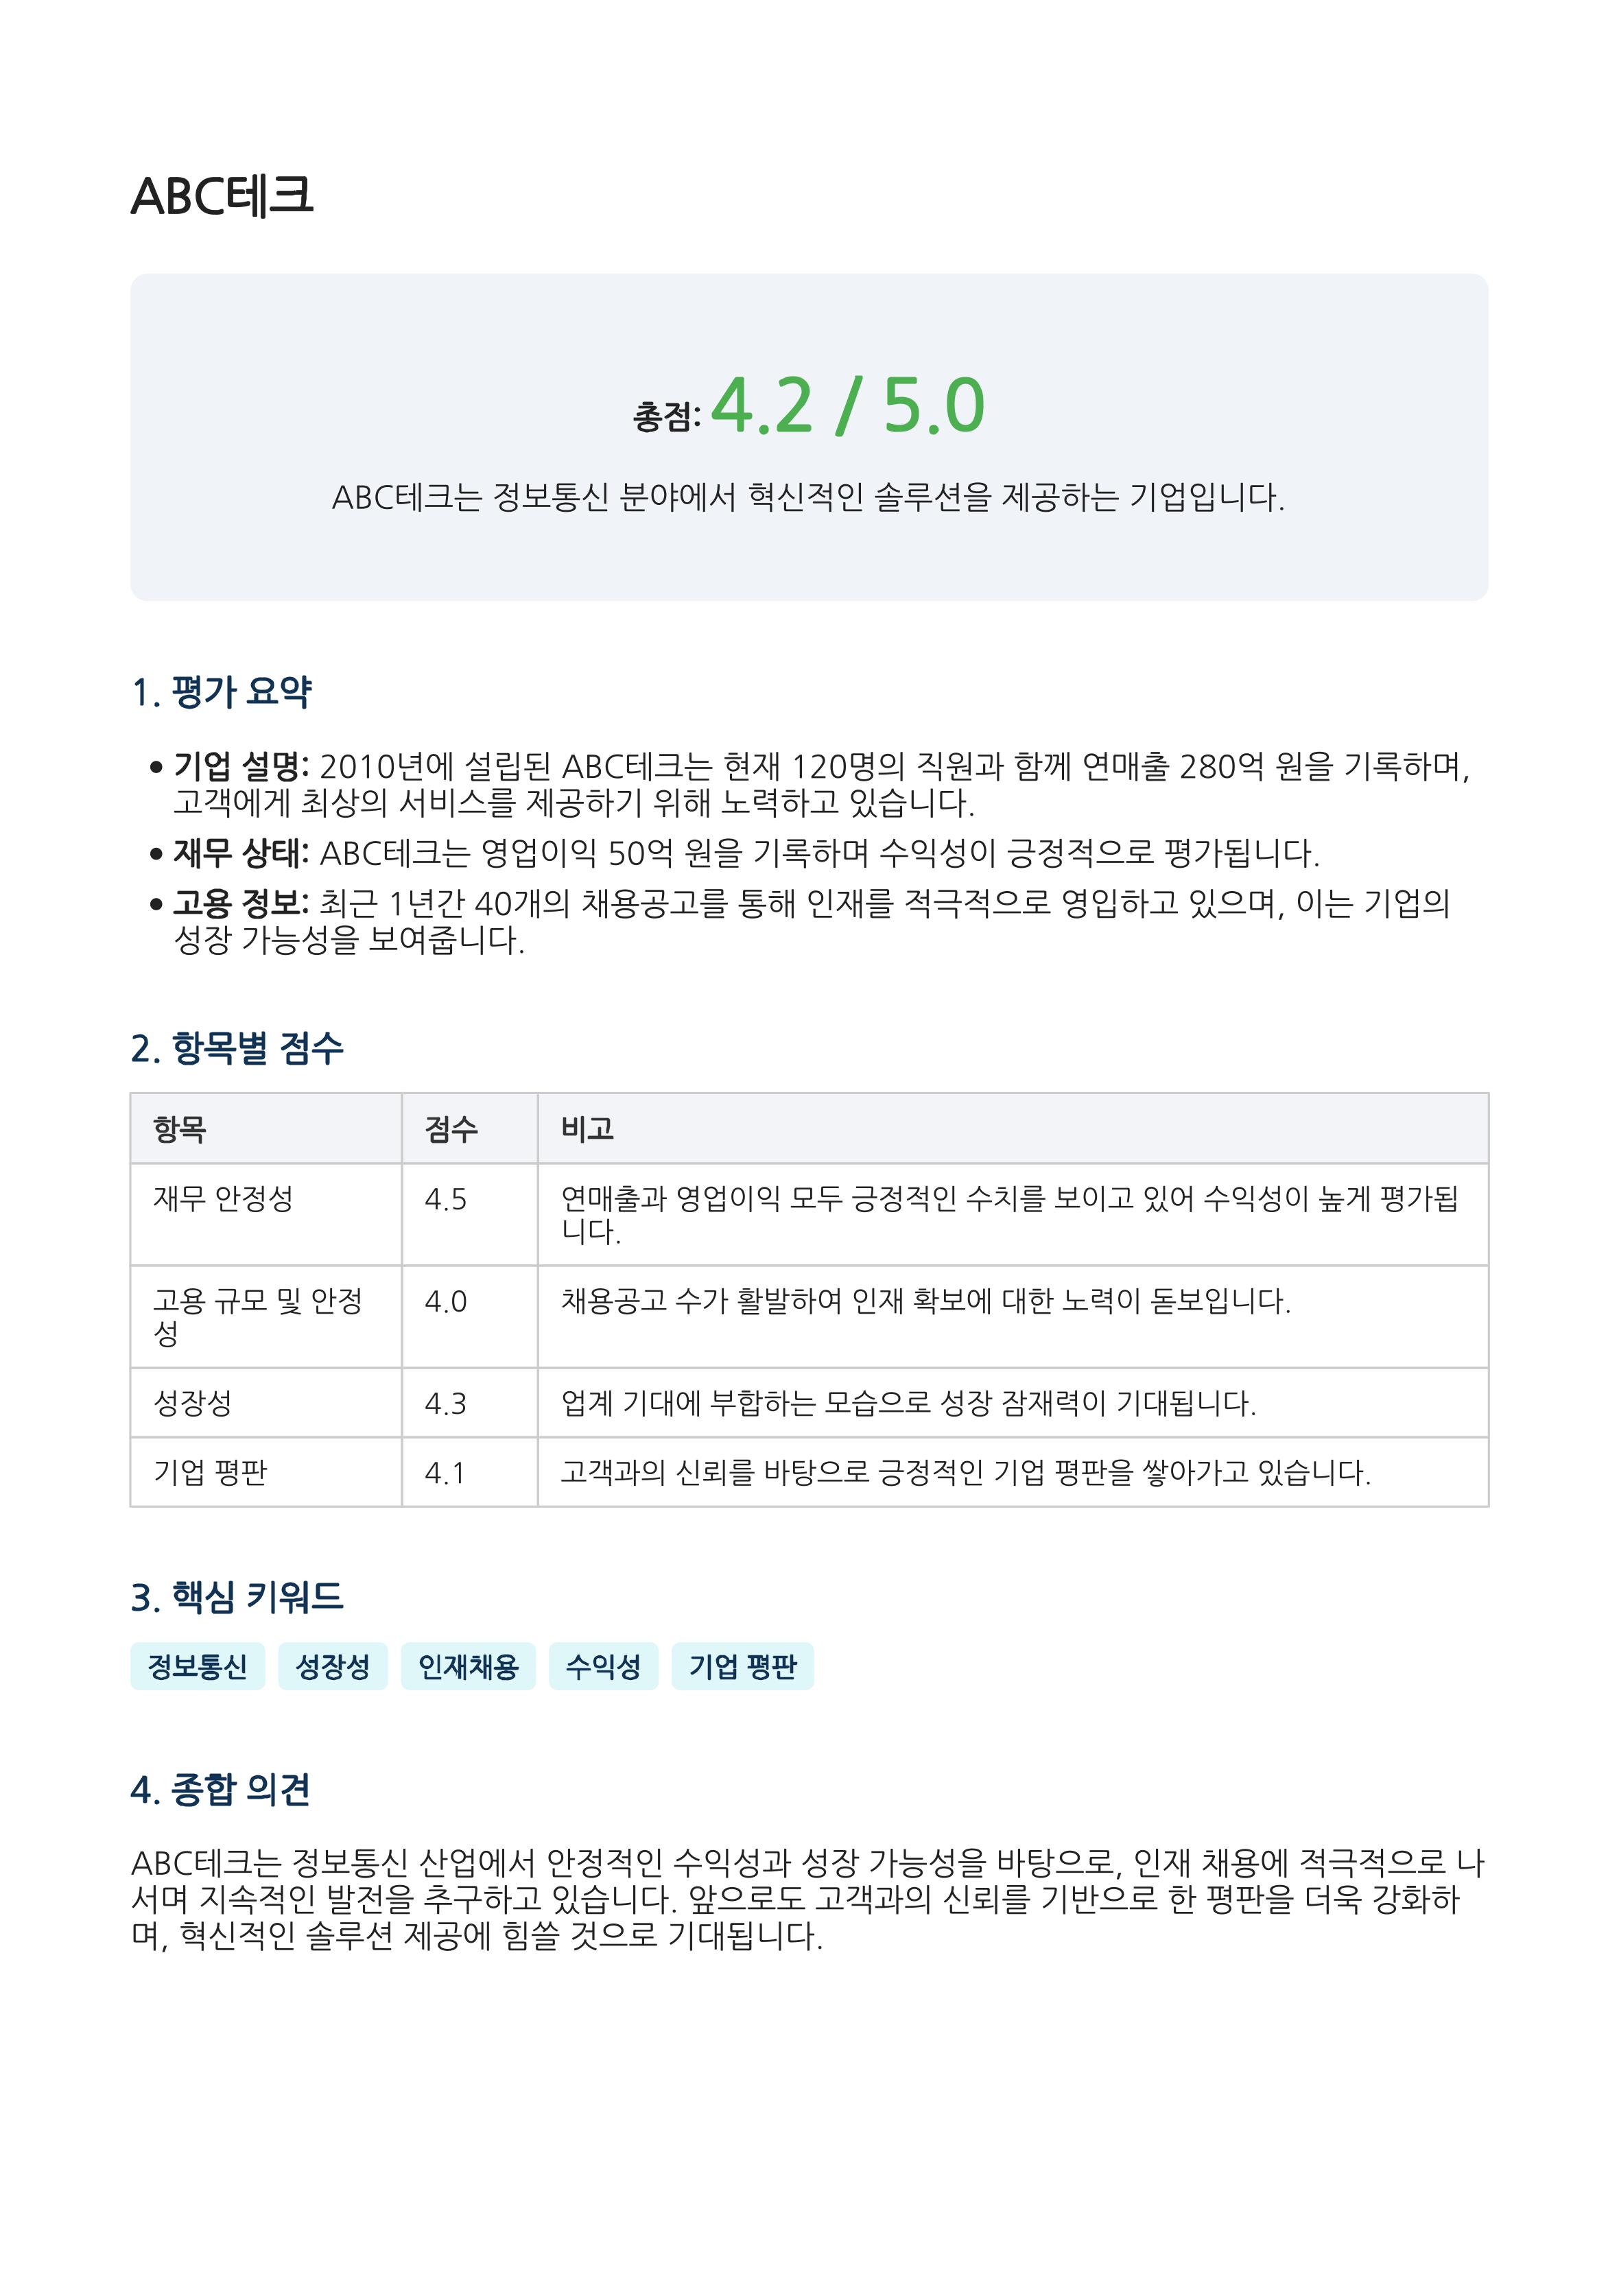 ABC테크
총점: 4.2 / 5.0
ABC테크는 정보통신 분야에서 혁신적인 솔루션을 제공하는 기업입니다.
1. 평가 요약
• 기업 설명: 2010년에 설립된 ABC테크는 현재 120명의 직원과 함께 연매출 280억 원을 기록하며,
고객에게 최상의 서비스를 제공하기 위해 노력하고 있습니다.
• 재무 상태: ABC테크는 영업이익 50억 원을 기록하며 수익성이 긍정적으로 평가됩니다.
• 고용 정보: 최근 1년간 40개의 채용공고를 통해 인재를 적극적으로 영입하고 있으며, 이는 기업의
성장 가능성을 보여줍니다.
2. 항목별 점수
항목 점수 비고
재무 안정성 4.5 연매출과 영업이익 모두 긍정적인 수치를 보이고 있어 수익성이 높게 평가됩
니다.
고용 규모 및 안정 4.0 채용공고 수가 활발하여 인재 확보에 대한 노력이 돋보입니다.
성
성장성 4.3 업계 기대에 부합하는 모습으로 성장 잠재력이 기대됩니다.
기업 평판 4.1 고객과의 신뢰를 바탕으로 긍정적인 기업 평판을 쌓아가고 있습니다.
3. 핵심 키워드
정보통신 성장성 인재채용 수익성 기업 평판
4. 종합 의견
ABC테크는 정보통신 산업에서 안정적인 수익성과 성장 가능성을 바탕으로, 인재 채용에 적극적으로 나
서며 지속적인 발전을 추구하고 있습니다. 앞으로도 고객과의 신뢰를 기반으로 한 평판을 더욱 강화하
며, 혁신적인 솔루션 제공에 힘쓸 것으로 기대됩니다.